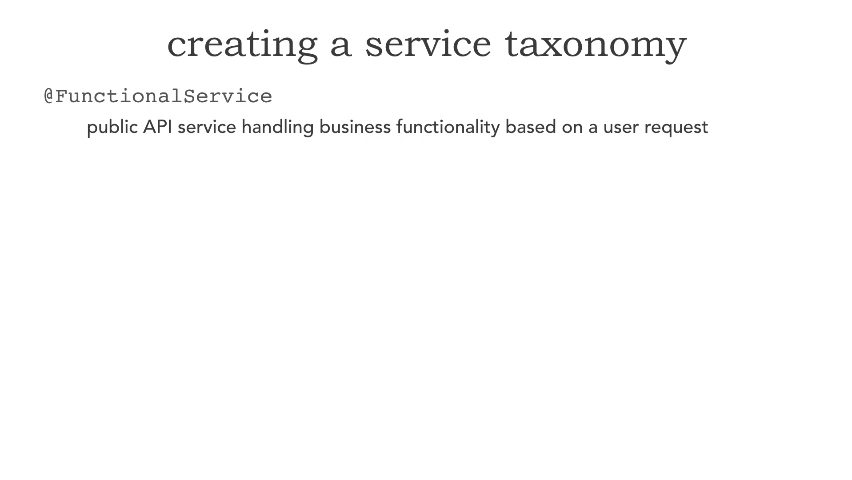 creating a service taxonomy
@FunctionalService
public API service handling business functionality based on a user request